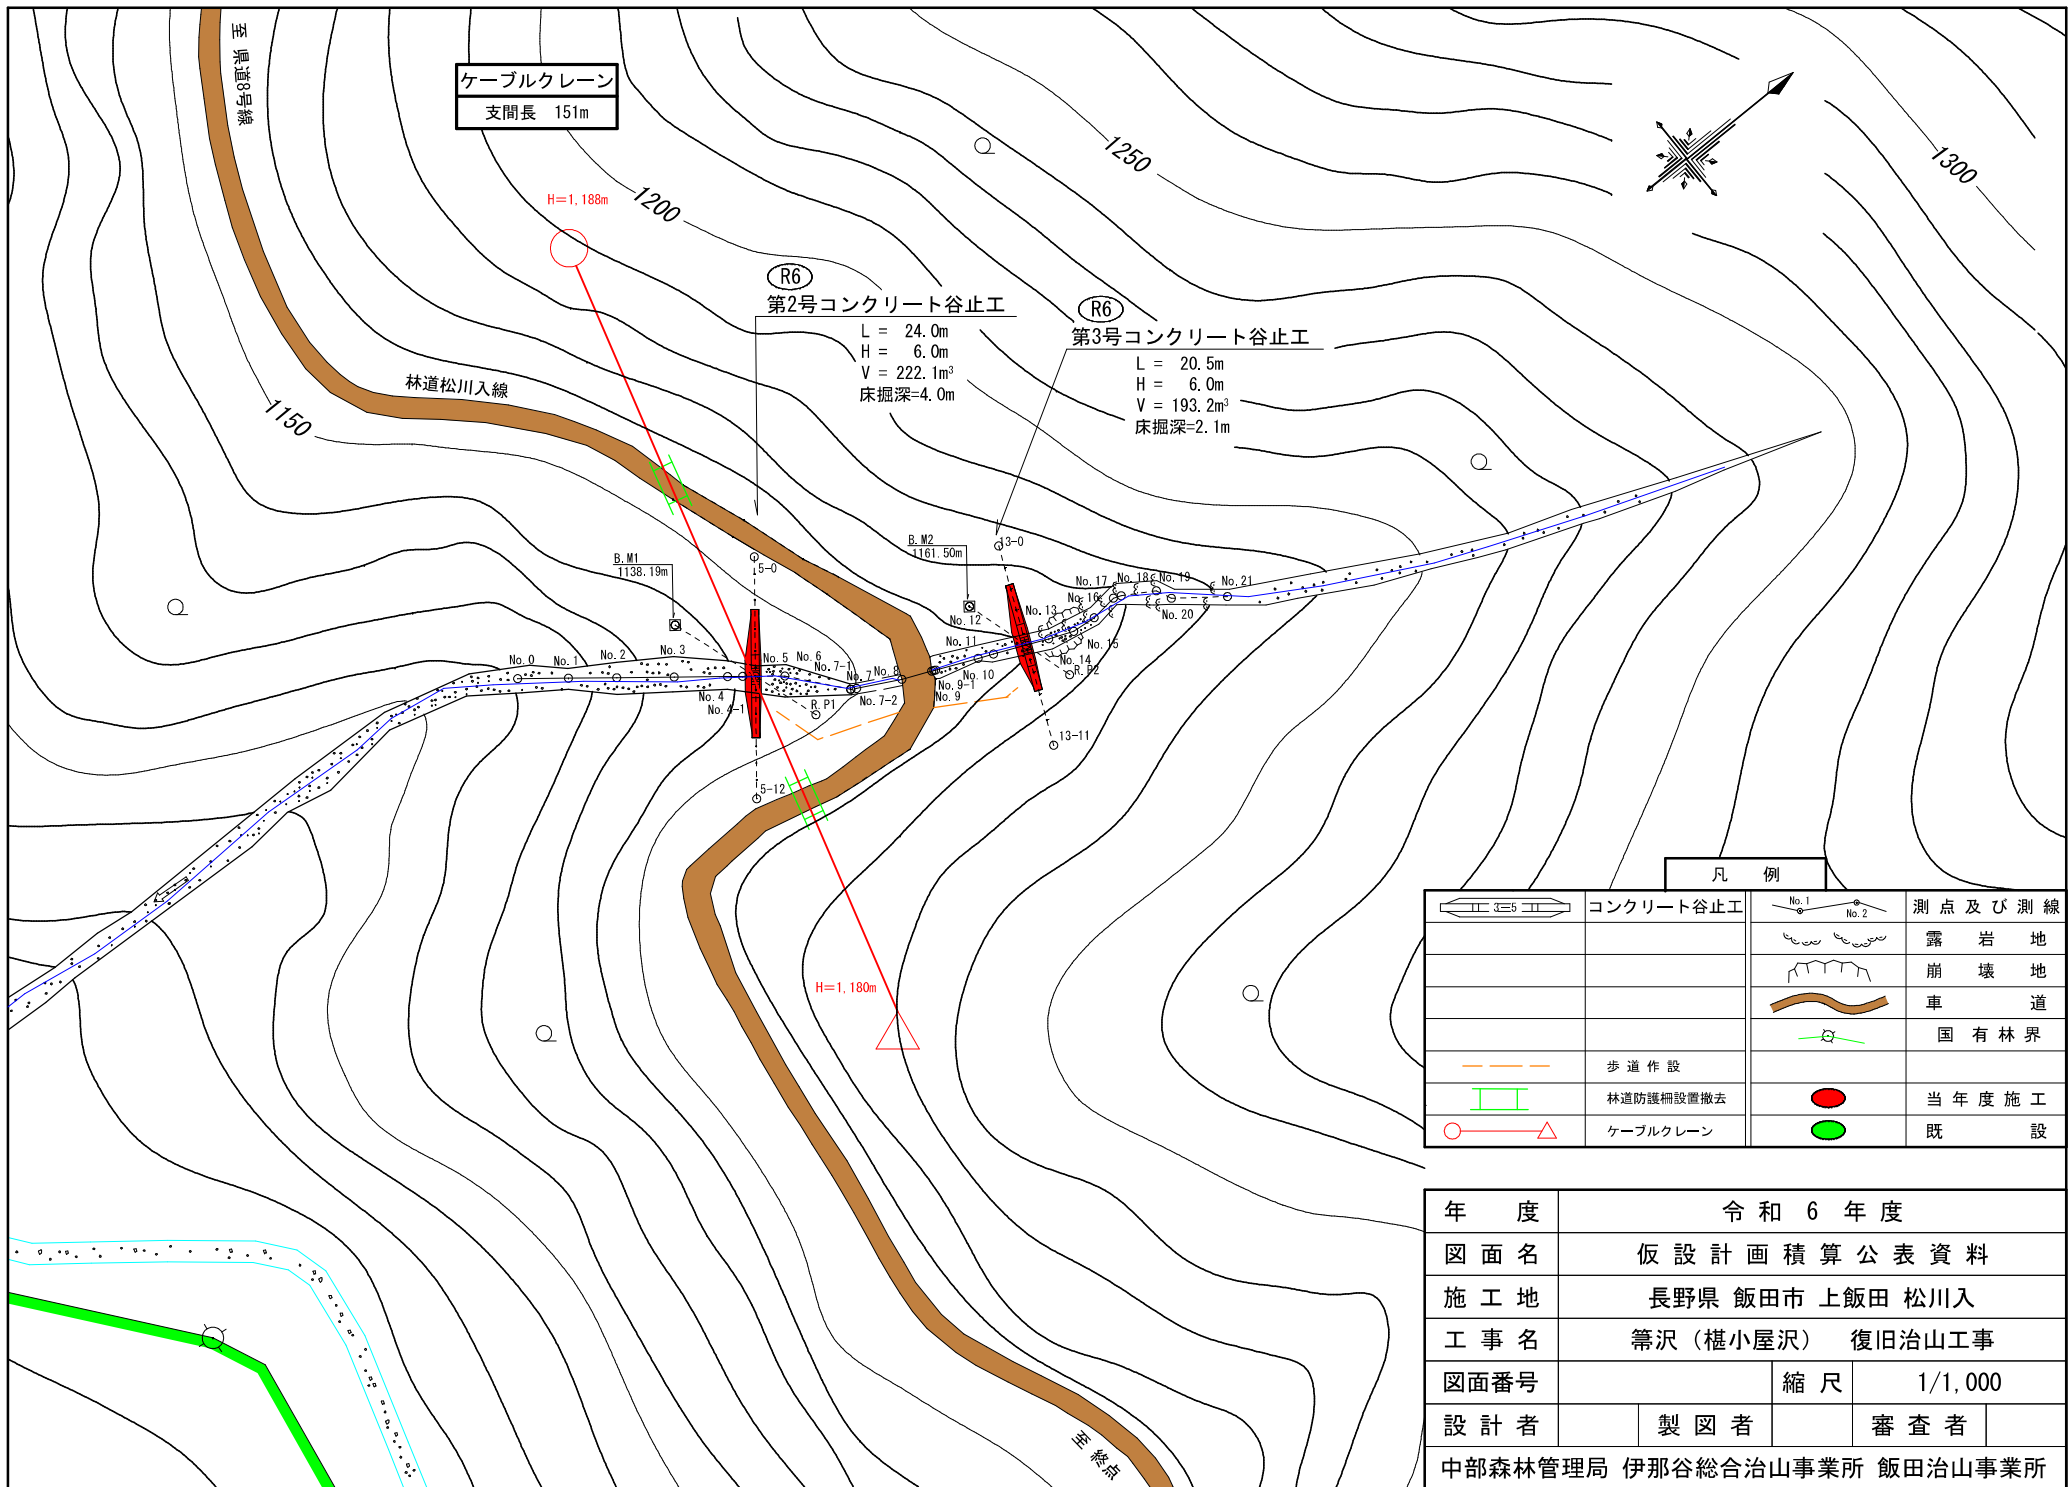 至 県道8号線
ケーブルクレーン
支間長 151m
1250
1300
1200
H=1,188m
R6
第2号コンクリート谷止工
L = 24.0m
H = 6.0m
V = 222.1m³
床掘深=4.0m
R6
第3号コンクリート谷止工
L = 20.5m
H = 6.0m
V = 193.2m³
床掘深=2.1m
林道松川入線
1150
B.M1
1138.19m
B.M2
1161.50m
13-0
5-0
No.0
No.1
No.2
No.3
No.4
No.4-1
No.5
No.6
No.7-1
No.7
No.7-2
No.8
No.9-1
No.9
No.10
No.11
No.12
No.13
No.14
No.15
No.16
No.17
No.18
No.19
No.20
No.21
R.P1
R.P2
13-11
5-12
H=1,180m
至 終点
凡 例
3=5
コンクリート谷止工
No.1
No.2
測点及び測線
露岩地
崩壊地
車道
国有林界
歩道作設
林道防護柵設置撤去
当年度施工
ケーブルクレーン
既設
年度 令和 6 年度
図面名 仮設計画積算公表資料
施工地 長野県 飯田市 上飯田 松川入
工事名 箒沢（椹小屋沢） 復旧治山工事
図面番号 縮尺 1/1,000
設計者 製図者 審査者
中部森林管理局 伊那谷総合治山事業所 飯田治山事業所